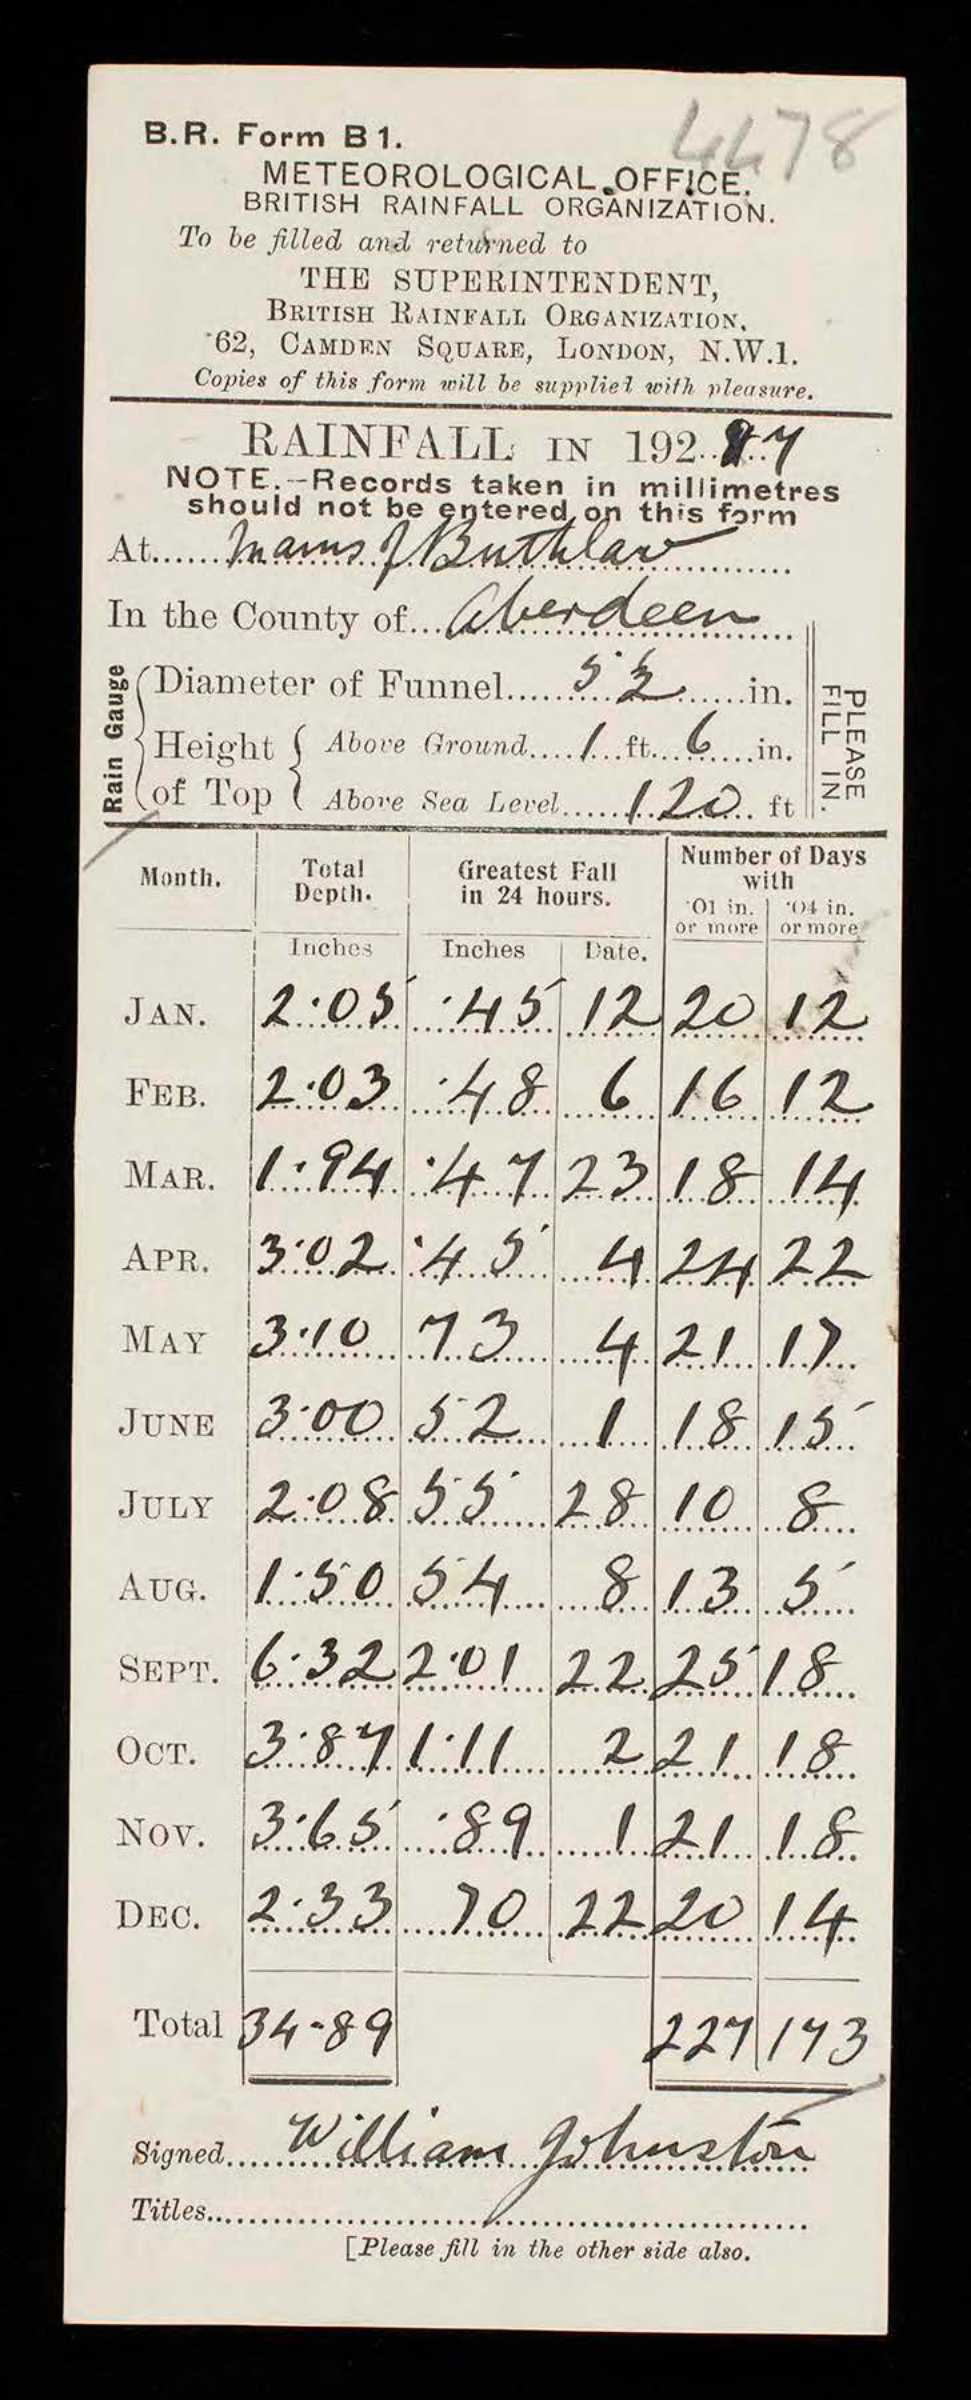 4478
B.R. Form B 1.
METEOROLOGICAL OFFICE.
BRITISH RAINFALL ORGANIZATION.
To be filled and returned to
THE SUPERINTENDENT,
BRITISH RAINFALL ORGANIZATION,
62, CAMDEN SQUARE, LONDON, N.W.1.
Copies of this form will be supplied with pleasure.
RAINFALL IN 192 7
NOTE.—Records taken in millimetres
should not be entered on this form
At Mains of Buthlaw
In the County of Aberdeen
Rain Gauge
Diameter of Funnel 5 in.
Height of Top
Above Ground 1 ft. 6 in.
Above Sea Level 120 ft
PLEASE FILL IN.
Month. Total Depth. Greatest Fall in 24 hours. Number of Days with
·01 in. or more ·04 in. or more
Inches Inches Date.
JAN. 2·05 ·45 12 20 12
FEB. 2·03 ·48 6 16 12
MAR. 1·94 ·47 23 18 14
APR. 3·02 ·45 4 24 22
MAY 3·10 73 4 21 17
JUNE 3·00 52 1 18 15
JULY 2·08 55 28 10 8
AUG. 1·50 54 8 13 5
SEPT. 6·32 2·01 22 25 18
OCT. 3·87 1·11 2 21 18
NOV. 3·65 ·89 1 21 18
DEC. 2·33 70 22 20 14
Total 34·89 227 173
Signed William Johnston
Titles
[Please fill in the other side also.